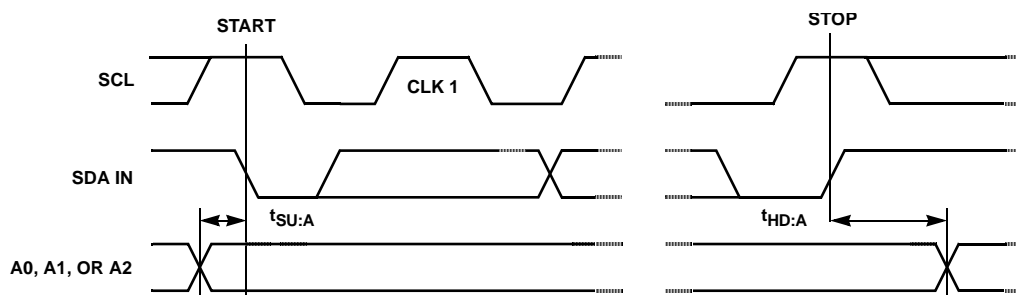 START
STOP
SCL
CLK 1
SDA IN
tSU:A
tHD:A
A0, A1, OR A2